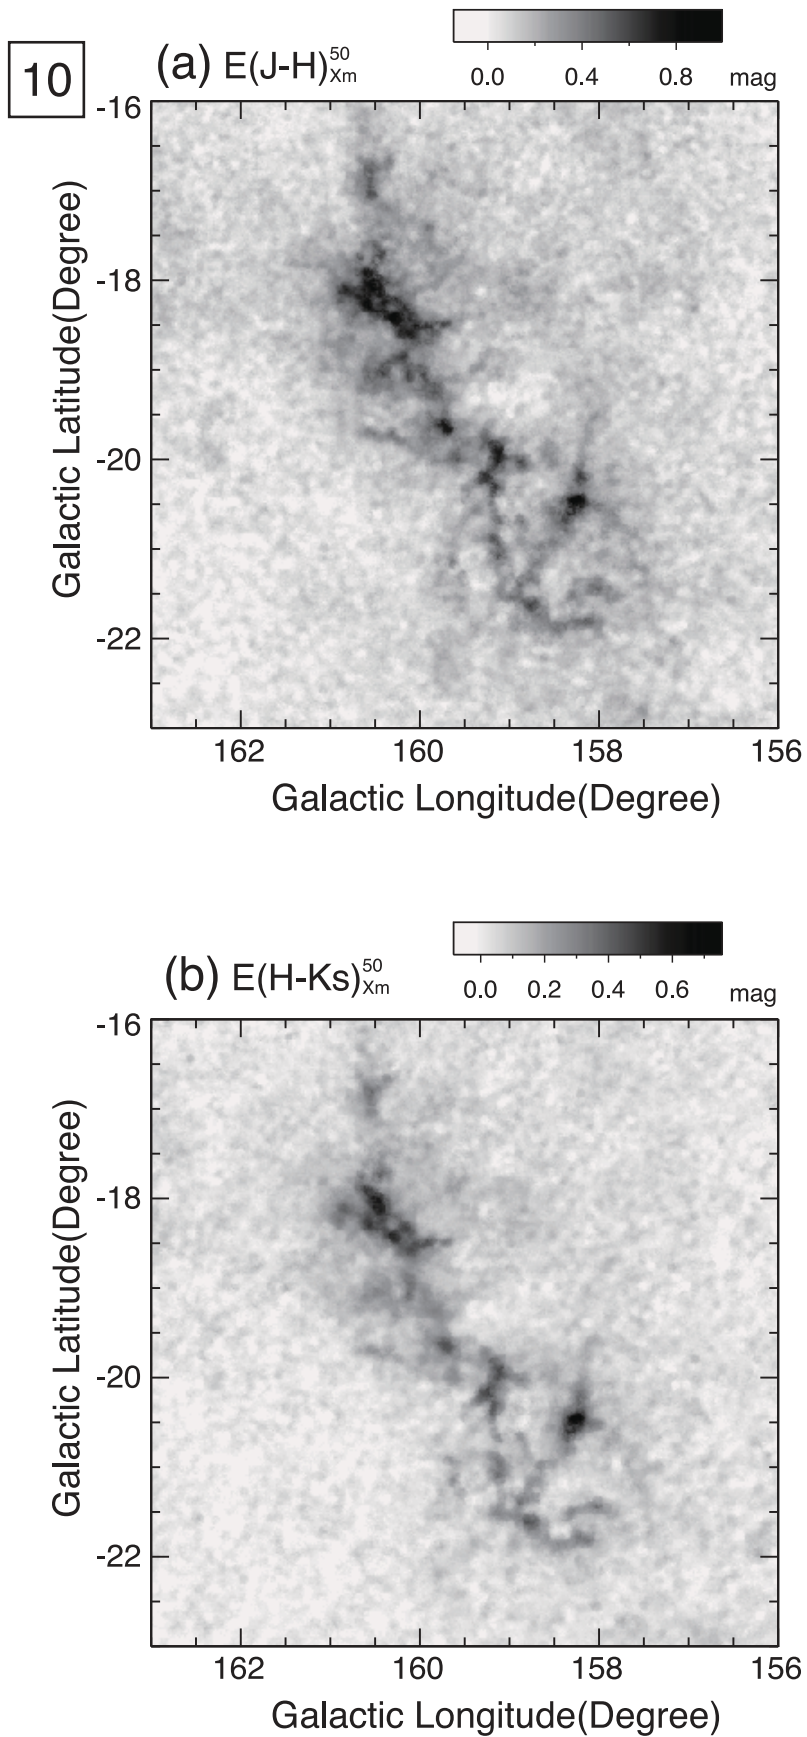 10
(a) E(J-H)50Xm
0.0 0.4 0.8 mag
-16
-18
-20
-22
Galactic Latitude(Degree)
162 160 158 156
Galactic Longitude(Degree)
(b) E(H-Ks)50Xm
0.0 0.2 0.4 0.6 mag
-16
-18
-20
-22
Galactic Latitude(Degree)
162 160 158 156
Galactic Longitude(Degree)